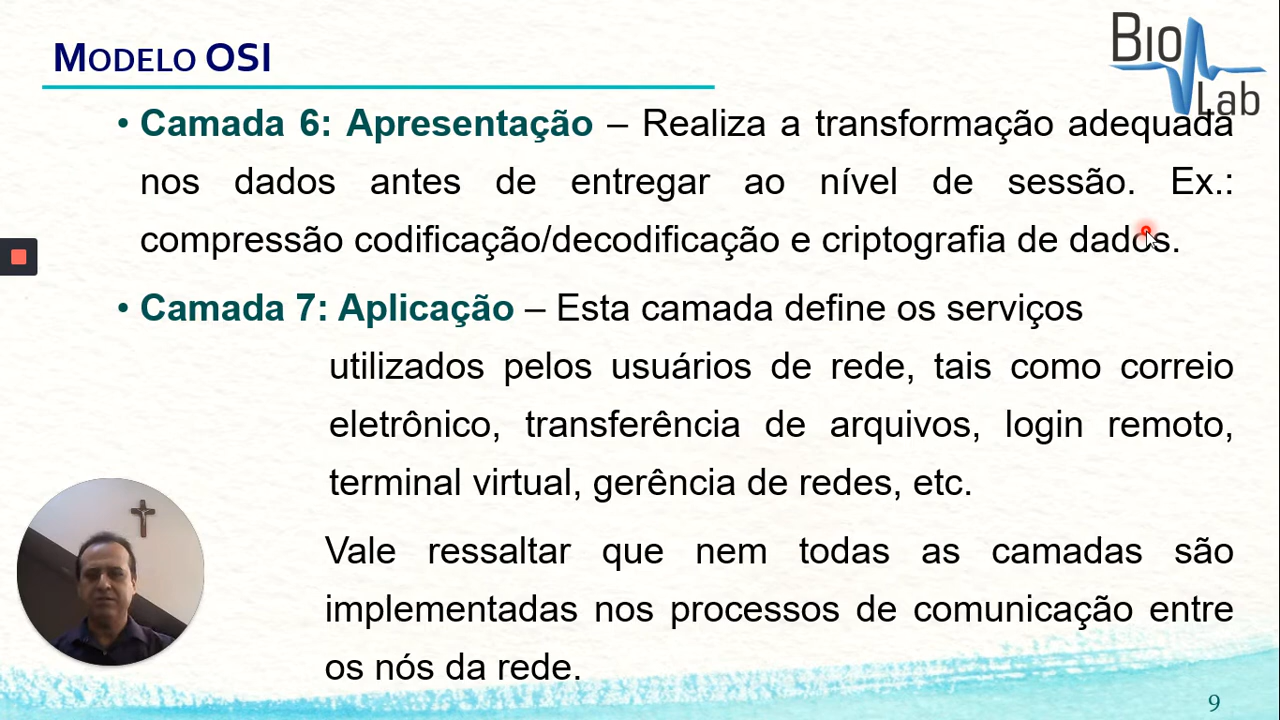 MODELO OSI
Bio Lab
• Camada 6: Apresentação – Realiza a transformação adequada
nos dados antes de entregar ao nível de sessão. Ex.:
compressão codificação/decodificação e criptografia de dados.
• Camada 7: Aplicação – Esta camada define os serviços
utilizados pelos usuários de rede, tais como correio
eletrônico, transferência de arquivos, login remoto,
terminal virtual, gerência de redes, etc.
Vale ressaltar que nem todas as camadas são
implementadas nos processos de comunicação entre
os nós da rede.
9